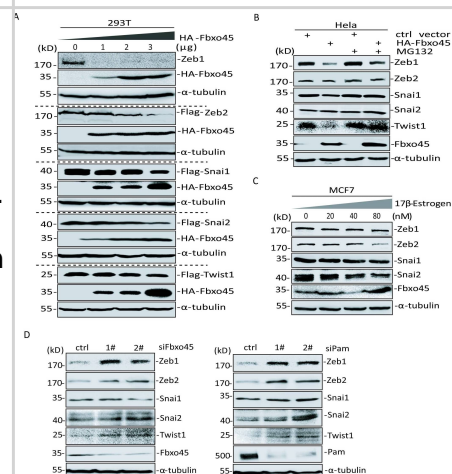 A
293T
HA-Fbxo45
(kD) 0 1 2 3 (μg)
170- -Zeb1
35- -HA-Fbxo45
55- -α-tubulin
170- -Flag-Zeb2
35- -HA-Fbxo45
55- -α-tubulin
40- -Flag-Snai1
35- -HA-Fbxo45
55- -α-tubulin
40- -Flag-Snai2
35- -HA-Fbxo45
55- -α-tubulin
25- -Flag-Twist1
35- -HA-Fbxo45
55- -α-tubulin
B
Hela
+ + ctrl vector
+ + HA-Fbxo45
(kD) + + MG132
170- -Zeb1
170- -Zeb2
35- -Snai1
40- -Snai2
25- -Twist1
35- -Fbxo45
55- -α-tubulin
C
MCF7
17β-Estrogen
(kD) 0 20 40 80 (nM)
170- -Zeb1
170- -Zeb2
35- -Snai1
40- -Snai2
35- -Fbxo45
55- -α-tubulin
D
(kD) ctrl 1# 2# siFbxo45
170- -Zeb1
170- -Zeb2
35- -Snai1
40- -Snai2
25- -Twist1
35- -Fbxo45
55- -α-tubulin
(kD) ctrl 1# 2# siPam
170- -Zeb1
170- -Zeb2
35- -Snai1
40- -Snai2
25- -Twist1
500- -Pam
55- -α-tubulin